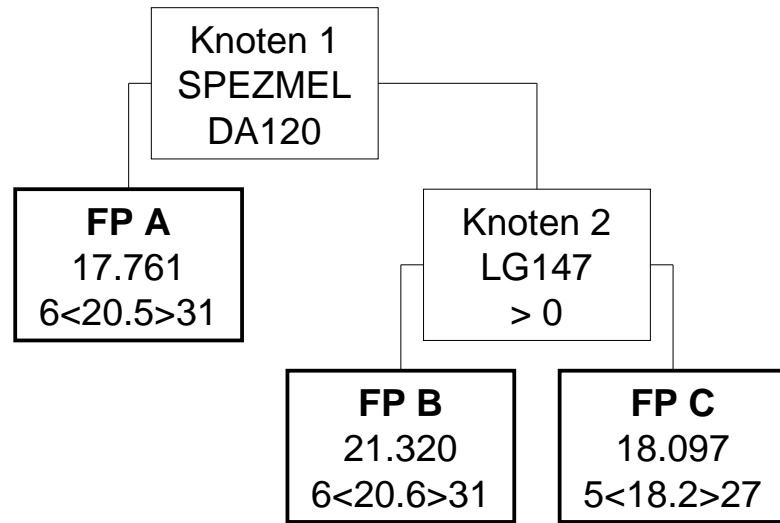 Knoten 1
SPEZMEL
DA120
FP A
17.761
6<20.5>31
Knoten 2
LG147
> 0
FP B
21.320
6<20.6>31
FP C
18.097
5<18.2>27